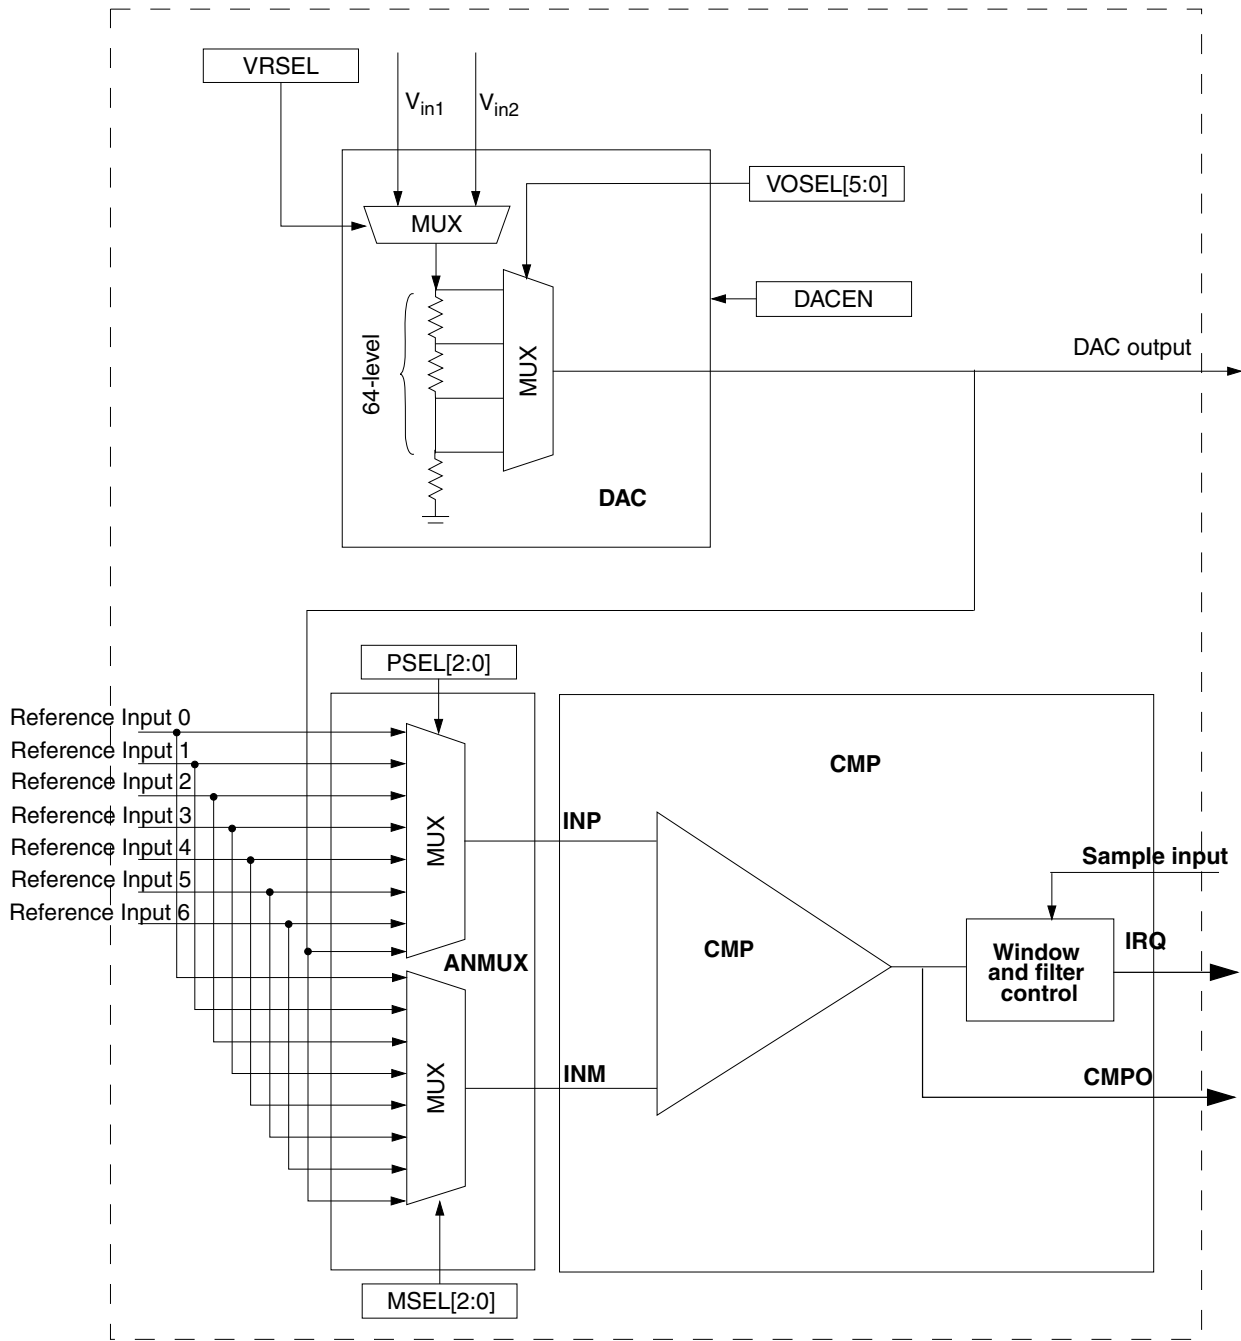 VRSEL
Vin1
Vin2
VOSEL[5:0]
MUX
DACEN
64-level
MUX
DAC output
DAC
PSEL[2:0]
Reference Input 0
Reference Input 1
Reference Input 2
Reference Input 3
Reference Input 4
Reference Input 5
Reference Input 6
MUX
ANMUX
MUX
MSEL[2:0]
CMP
INP
INM
CMP
Sample input
Window
and filter
control
IRQ
CMPO